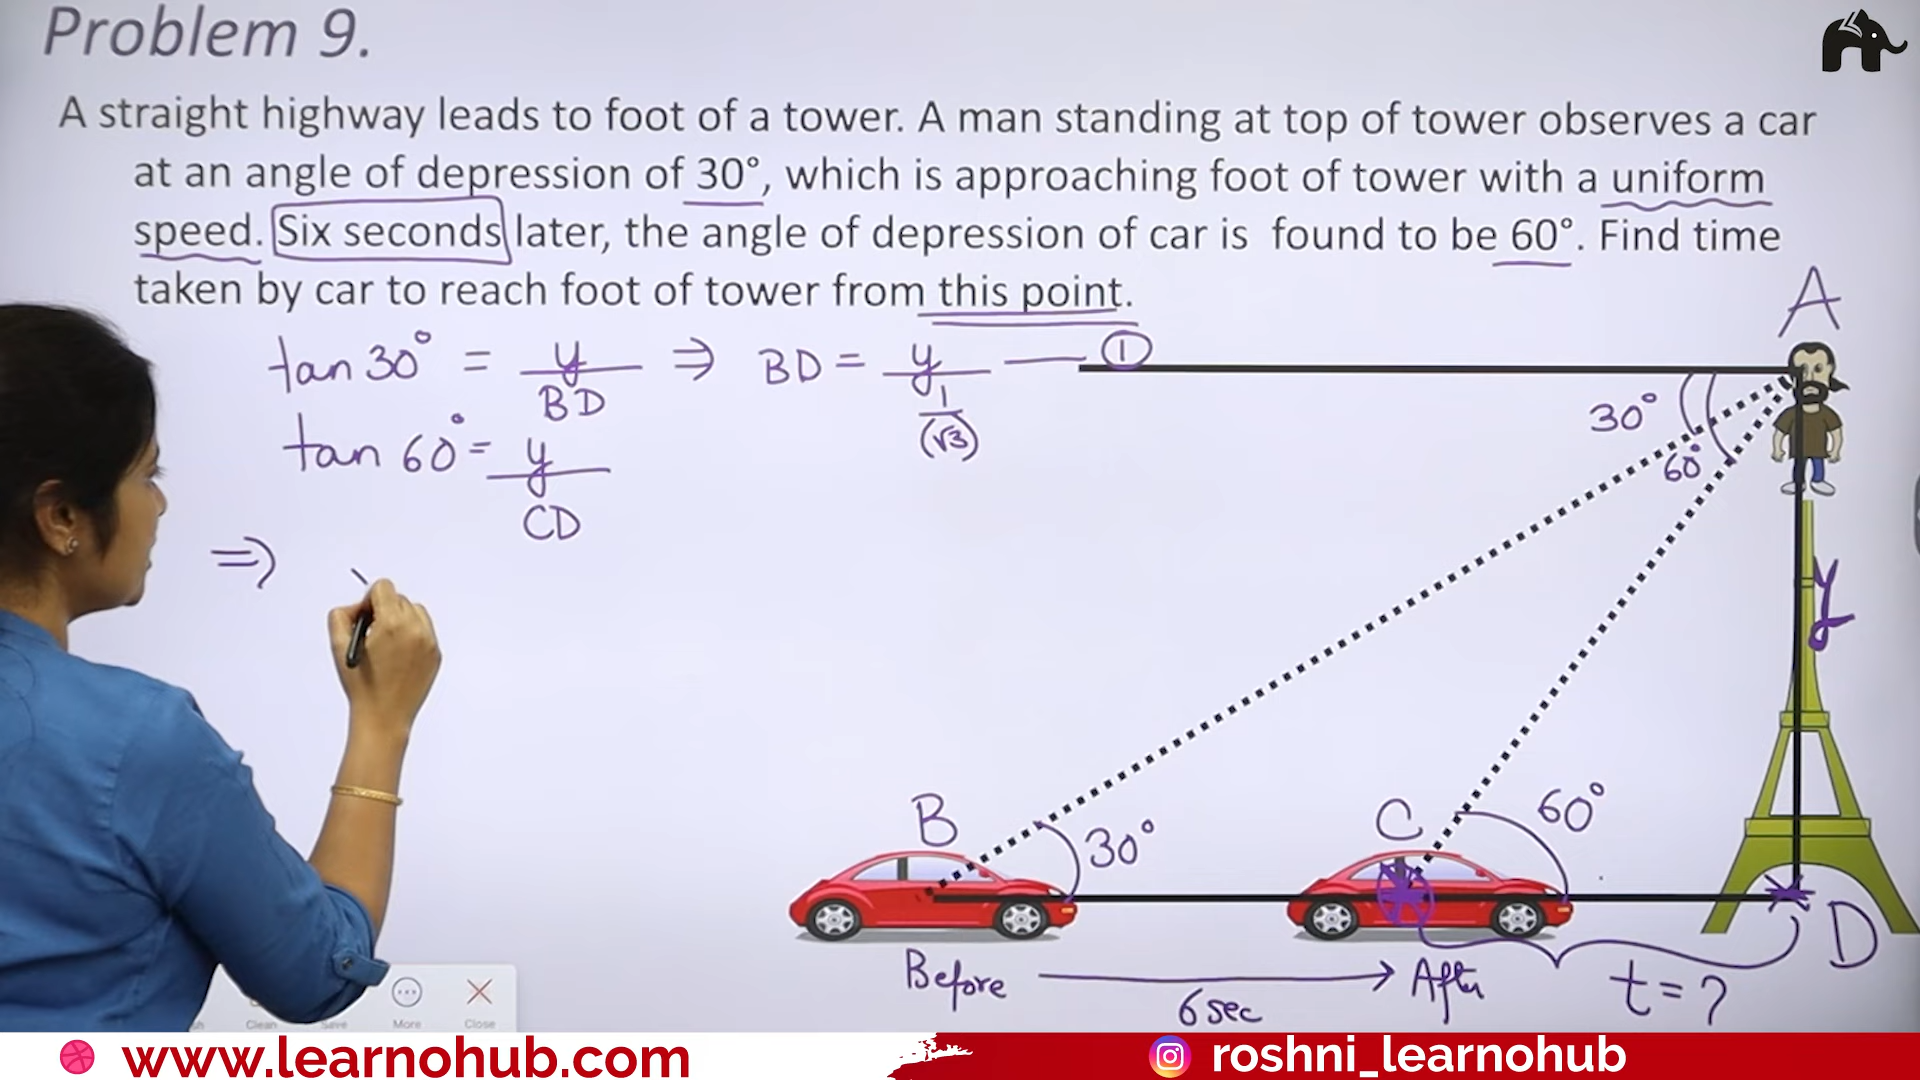 Problem 9.
A straight highway leads to foot of a tower. A man standing at top of tower observes a car
at an angle of depression of 30°, which is approaching foot of tower with a uniform
speed. Six seconds later, the angle of depression of car is found to be 60°. Find time
taken by car to reach foot of tower from this point.
tan 30° = y/BD ⇒ BD = y/(1/(√3)) — ①
tan 60° = y/CD
⇒
A
30°
60°
y
B
30°
C
60°
D
Before → After
6 sec
t = ?
Clean Save More Close
www.learnohub.com
roshni_learnohub